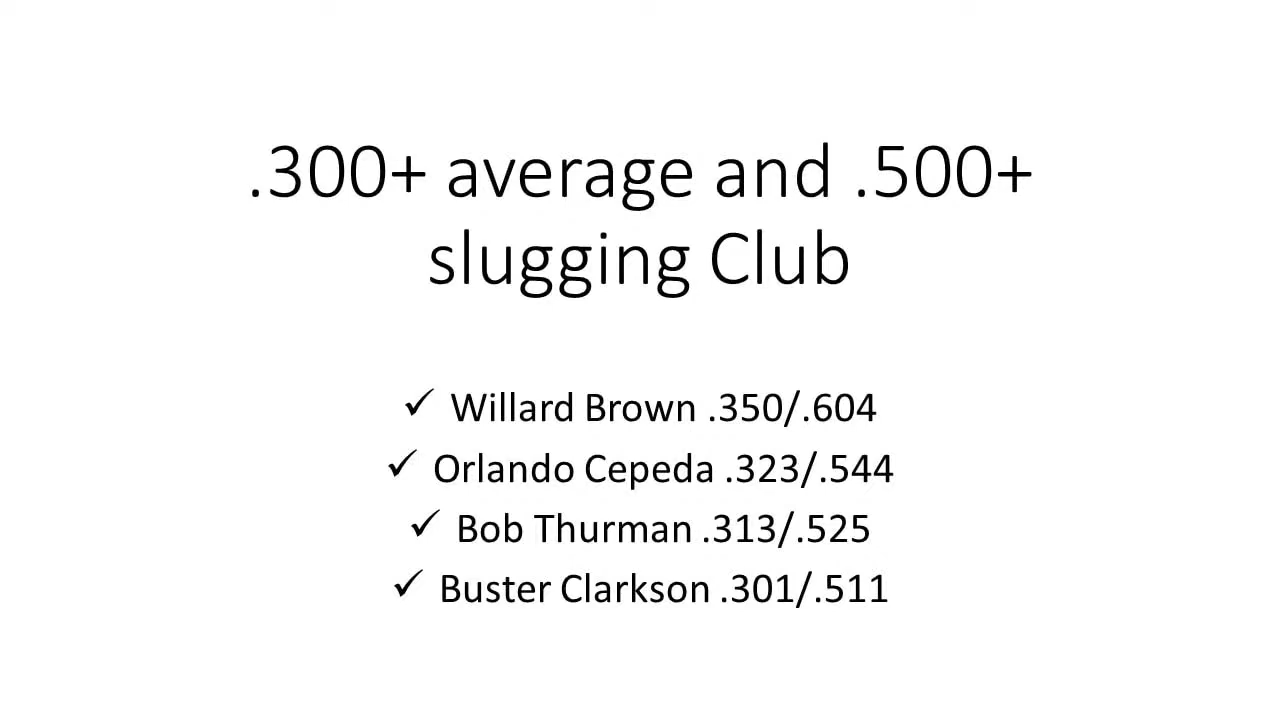 .300+ average and .500+
slugging Club
✓ Willard Brown .350/.604
✓ Orlando Cepeda .323/.544
✓ Bob Thurman .313/.525
✓ Buster Clarkson .301/.511